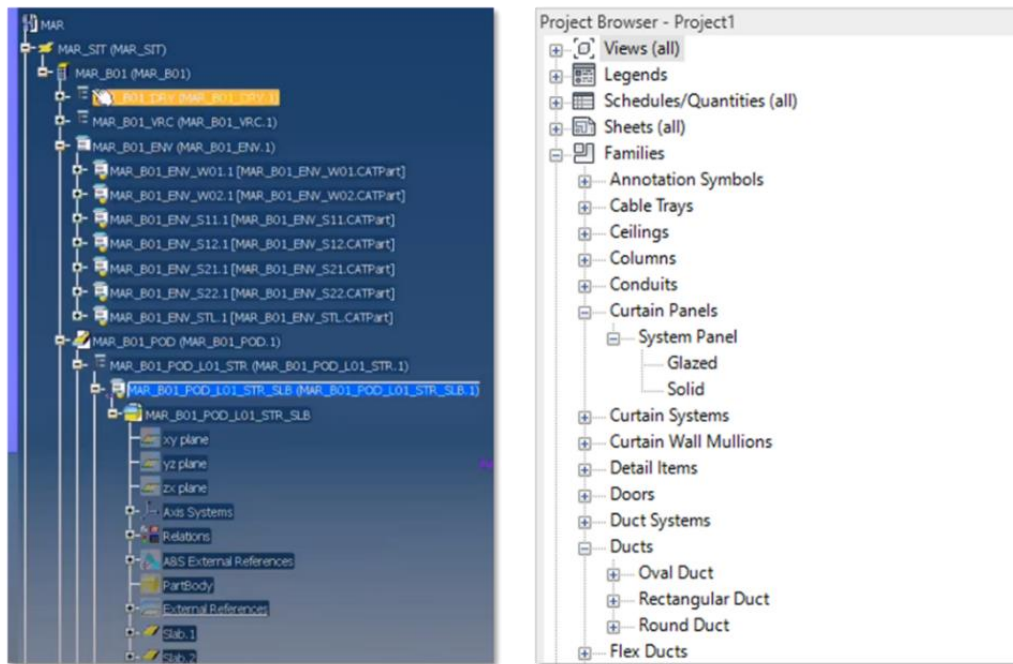 MAR
MAR_SIT (MAR_SIT)
MAR_B01 (MAR_B01)
_B01_DRV (MAR_B01_DRV.1)
MAR_B01_VRC (MAR_B01_VRC.1)
MAR_B01_ENV (MAR_B01_ENV.1)
MAR_B01_ENV_W01.1 [MAR_B01_ENV_W01.CATPart]
MAR_B01_ENV_W02.1 [MAR_B01_ENV_W02.CATPart]
MAR_B01_ENV_S11.1 [MAR_B01_ENV_S11.CATPart]
MAR_B01_ENV_S12.1 [MAR_B01_ENV_S12.CATPart]
MAR_B01_ENV_S21.1 [MAR_B01_ENV_S21.CATPart]
MAR_B01_ENV_S22.1 [MAR_B01_ENV_S22.CATPart]
MAR_B01_ENV_STL.1 [MAR_B01_ENV_STL.CATPart]
MAR_B01_POD (MAR_B01_POD.1)
MAR_B01_POD_L01_STR (MAR_B01_POD_L01_STR.1)
MAR_B01_POD_L01_STR_SLB (MAR_B01_POD_L01_STR_SLB.1)
MAR_B01_POD_L01_STR_SLB
xy plane
yz plane
zx plane
Axis Systems
Relations
ABS External References
PartBody
External References
Slab.1
Slab.2
Project Browser - Project1
Views (all)
Legends
Schedules/Quantities (all)
Sheets (all)
Families
Annotation Symbols
Cable Trays
Ceilings
Columns
Conduits
Curtain Panels
System Panel
Glazed
Solid
Curtain Systems
Curtain Wall Mullions
Detail Items
Doors
Duct Systems
Ducts
Oval Duct
Rectangular Duct
Round Duct
Flex Ducts